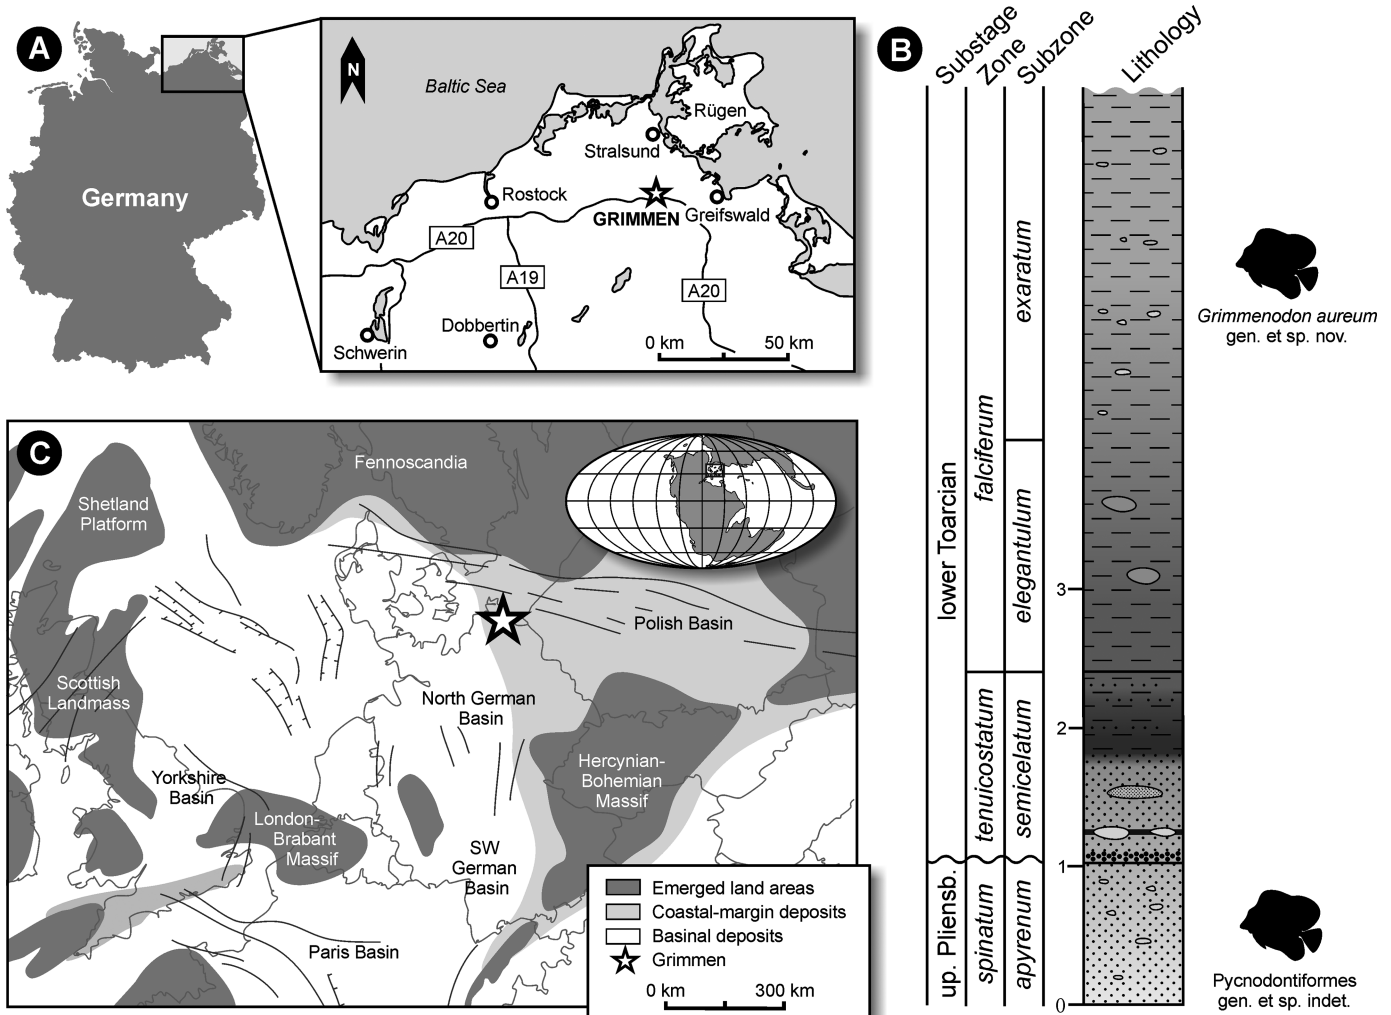 A
Germany
N
Baltic Sea
Rügen
Stralsund
Rostock
GRIMMEN
Greifswald
A20
A19
A20
Dobbertin
Schwerin
0 km
50 km
B
Substage
Zone
Subzone
Lithology
lower Toarcian
up. Pliensb.
falciferum
tenuicostatum
spinatum
exaratum
elegantulum
semicelatum
apyrenum
3
2
1
0
Grimmenodon aureum
gen. et sp. nov.
Pycnodontiformes
gen. et sp. indet.
C
Fennoscandia
Shetland
Platform
Polish Basin
Scottish
Landmass
North German
Basin
Hercynian-
Bohemian
Massif
Yorkshire
Basin
London-
Brabant
Massif
SW
German
Basin
Paris Basin
Emerged land areas
Coastal-margin deposits
Basinal deposits
Grimmen
0 km
300 km